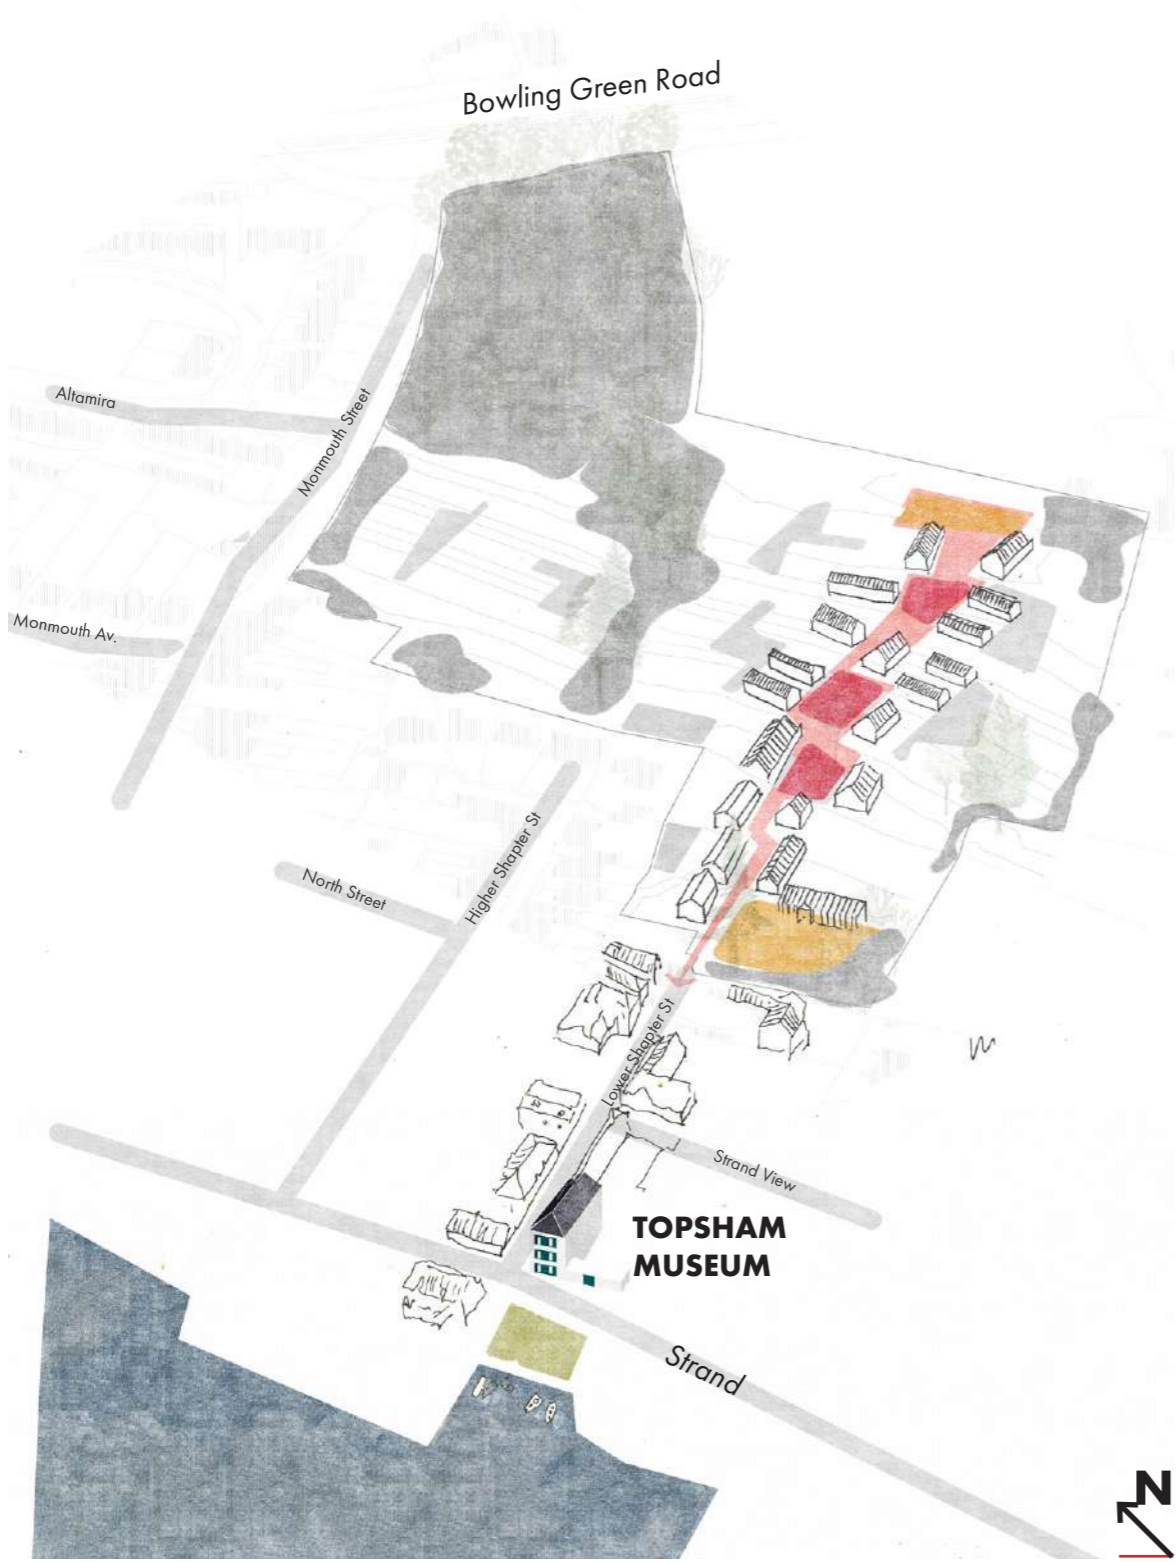 Bowling Green Road
Altamira
Monmouth Street
Monmouth Av.
Higher Shapter St
North Street
Lower Shapter St
Strand View
TOPSHAM
MUSEUM
Strand
N